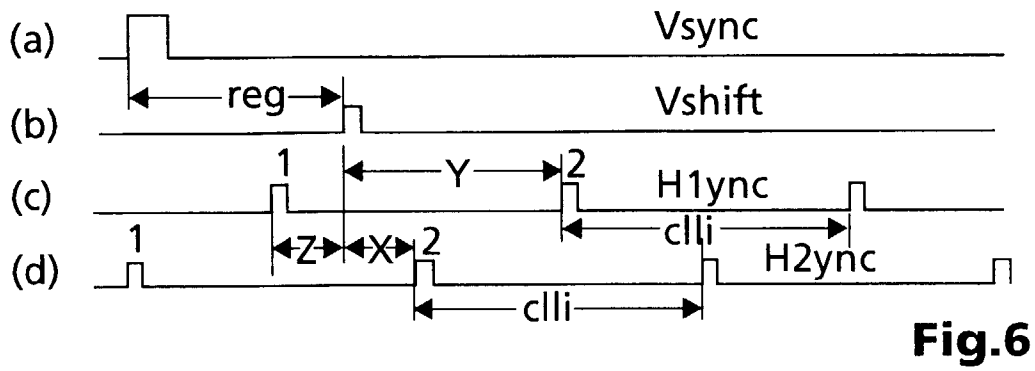 (a) Vsync
reg
(b) Vshift
1 Y 2
(c) H1ync
clli
1 Z X 2
(d) H2ync
clli
Fig.6